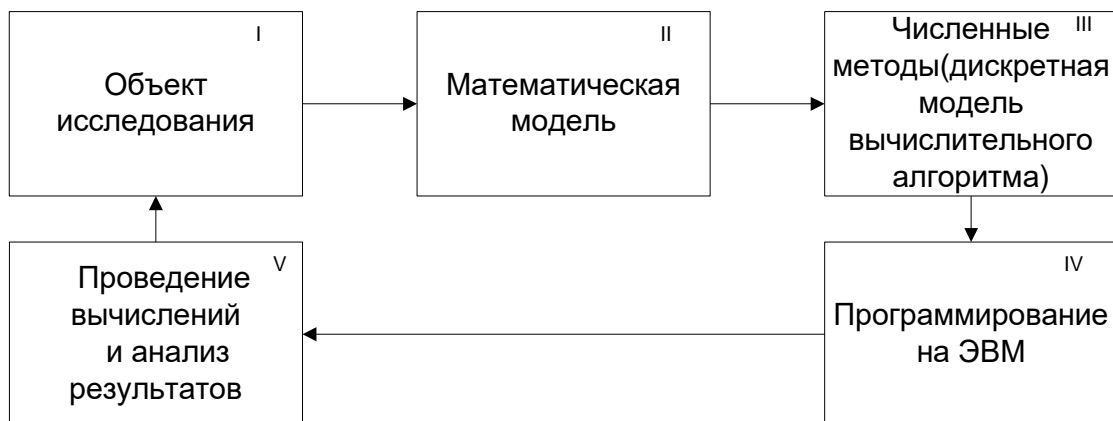 I
Объект
исследования
II
Математическая
модель
Численные III
методы(дискретная
модель
вычислительного
алгоритма)
IV
Программирование
на ЭВМ
Проведение V
вычислений
и анализ
результатов